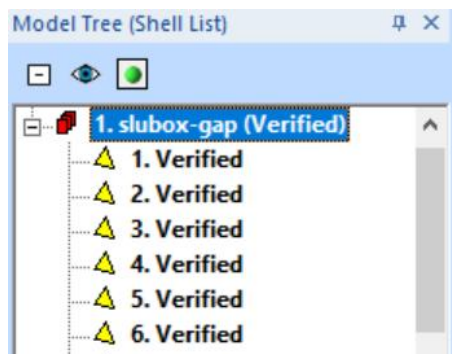 Model Tree (Shell List)
1. slubox-gap (Verified)
1. Verified
2. Verified
3. Verified
4. Verified
5. Verified
6. Verified